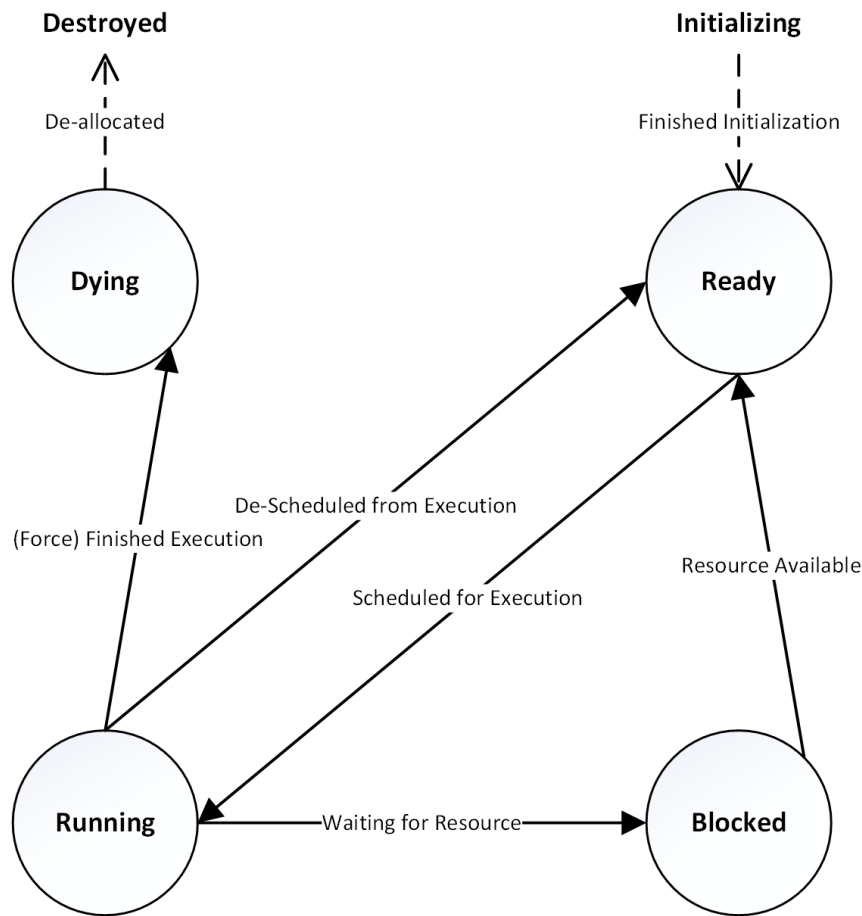 Destroyed
Initializing
De-allocated
Finished Initialization
Dying
Ready
De-Scheduled from Execution
(Force) Finished Execution
Resource Available
Scheduled for Execution
Running
Waiting for Resource
Blocked